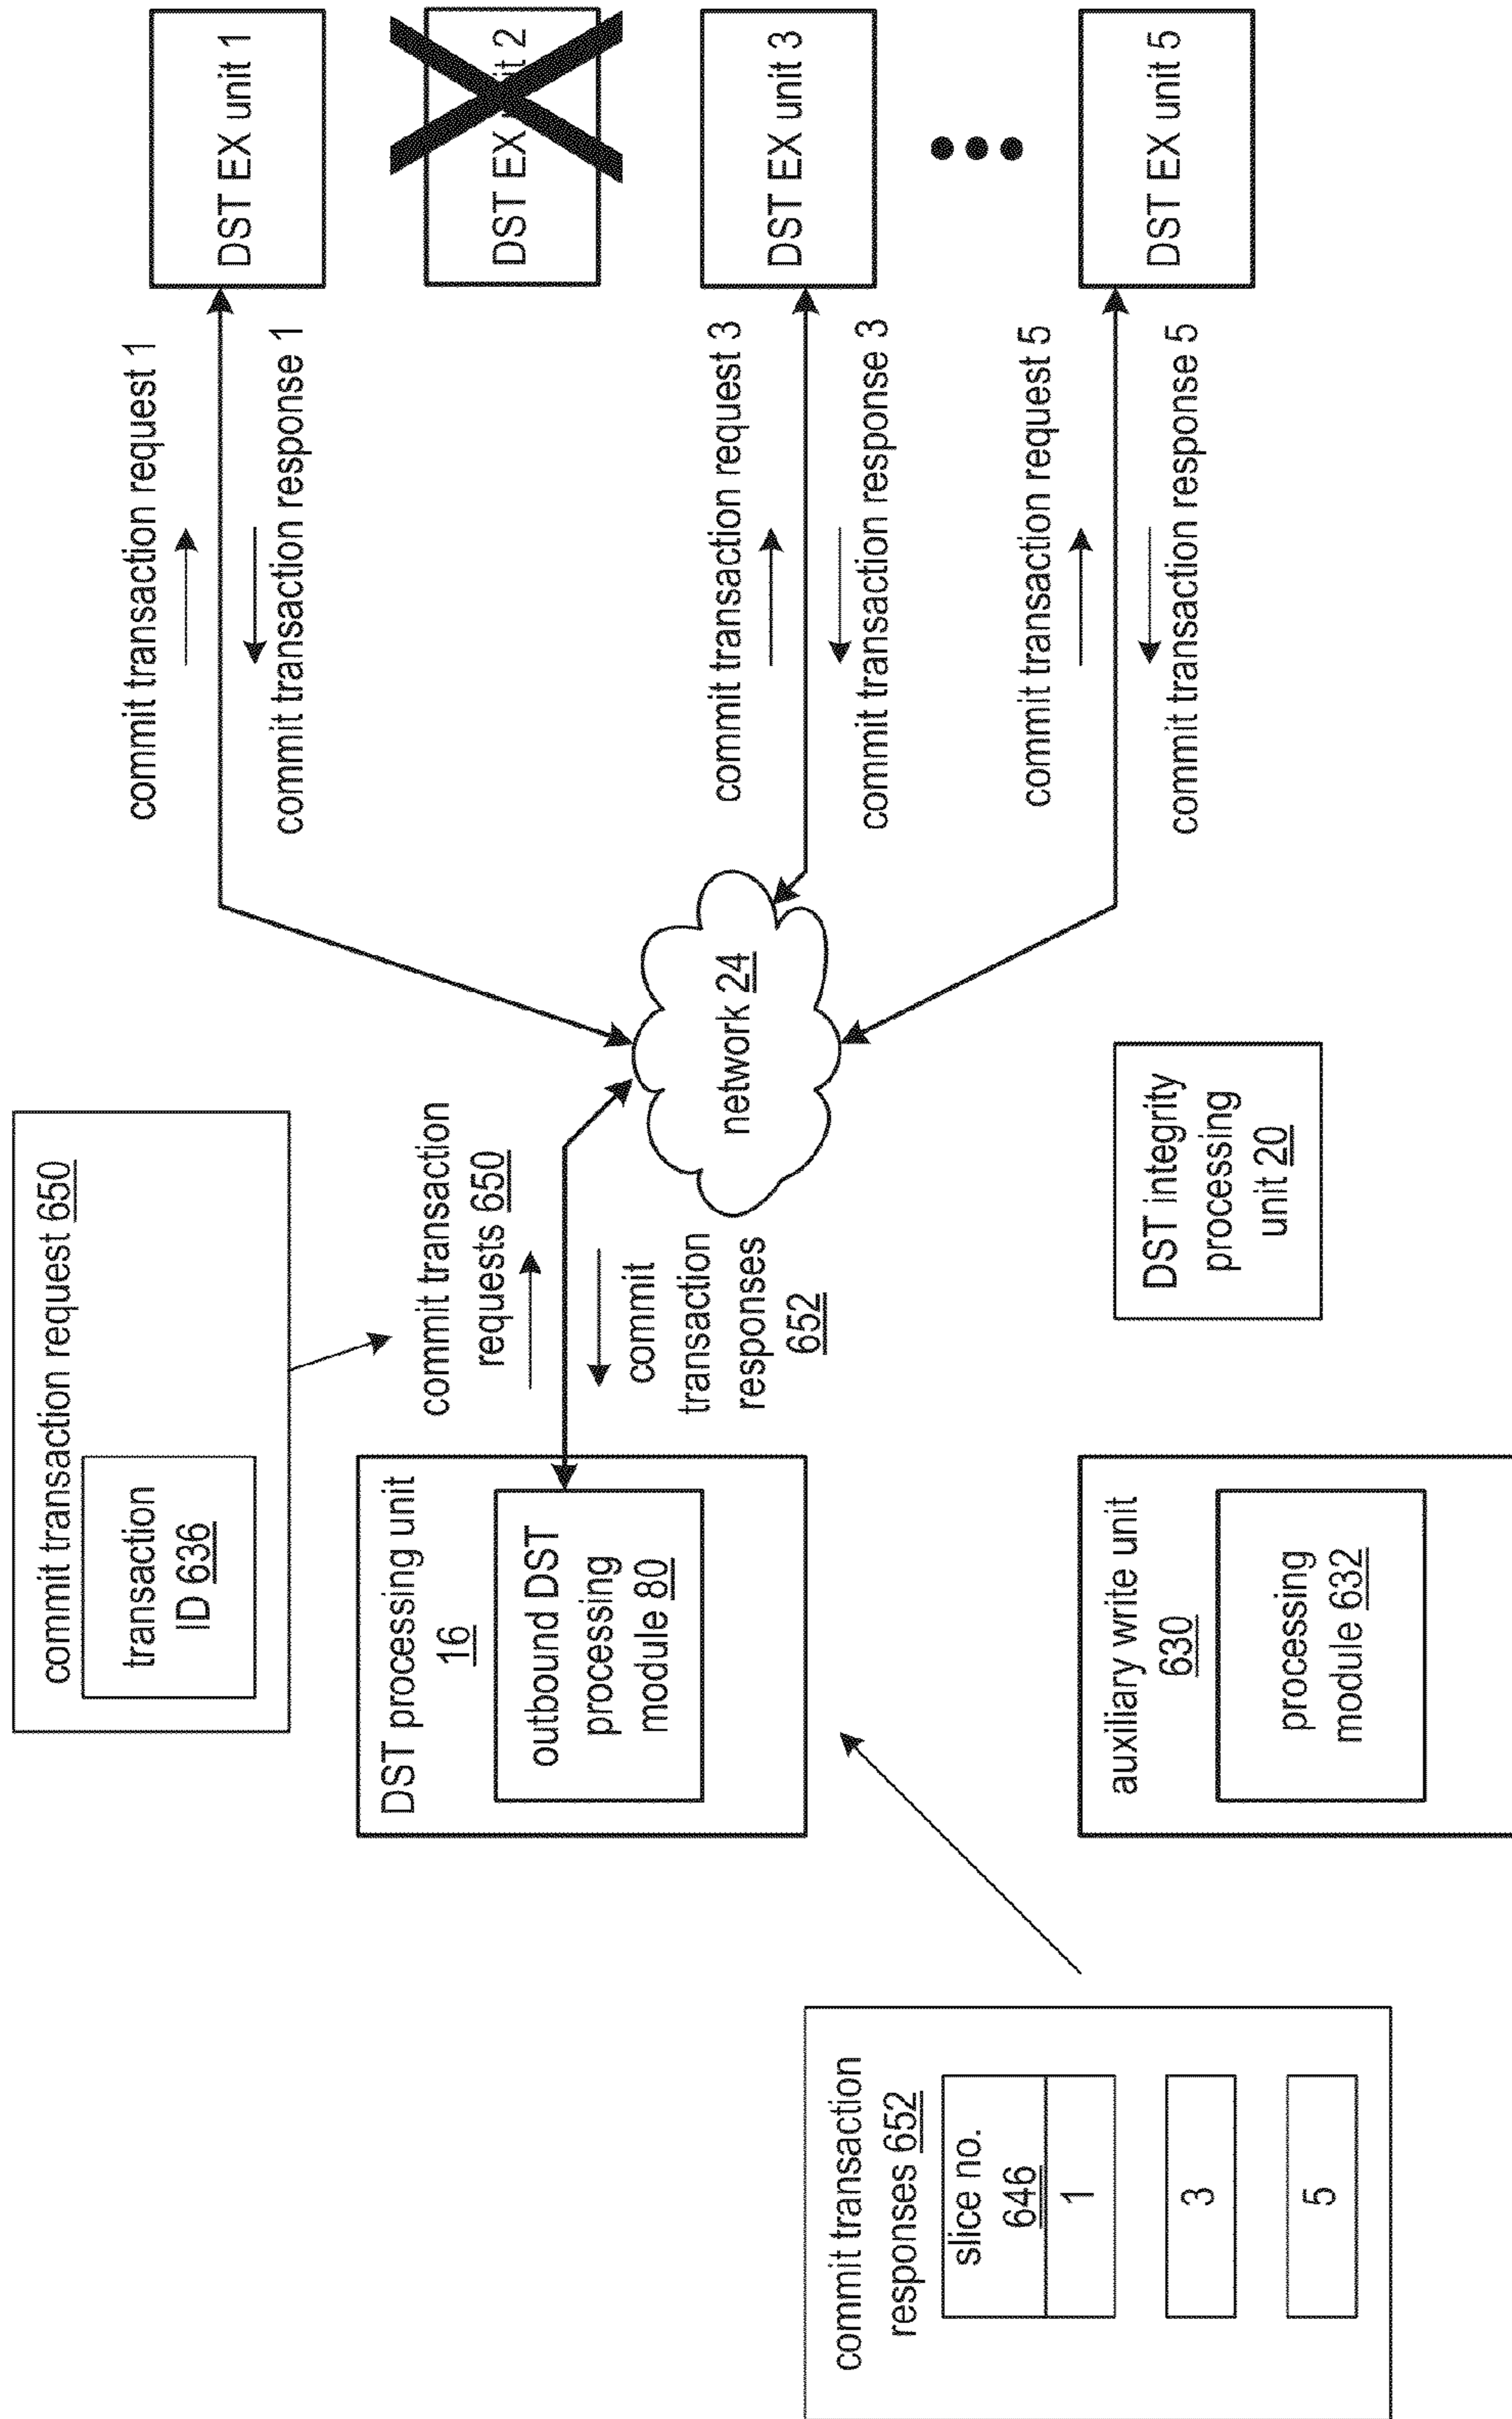 commit transaction request 650
transaction
ID 636
DST processing unit
16
outbound DST
processing
module 80
commit transaction
requests 650
commit
transaction
responses
652
network 24
commit transaction request 1
commit transaction response 1
DST EX unit 1
commit transaction request 3
commit transaction response 3
DST EX unit 3
commit transaction request 5
commit transaction response 5
DST EX unit 5
DST EX unit 2
commit transaction
responses 652
slice no.
646
1
3
5
auxiliary write unit
630
processing
module 632
DST integrity
processing
unit 20